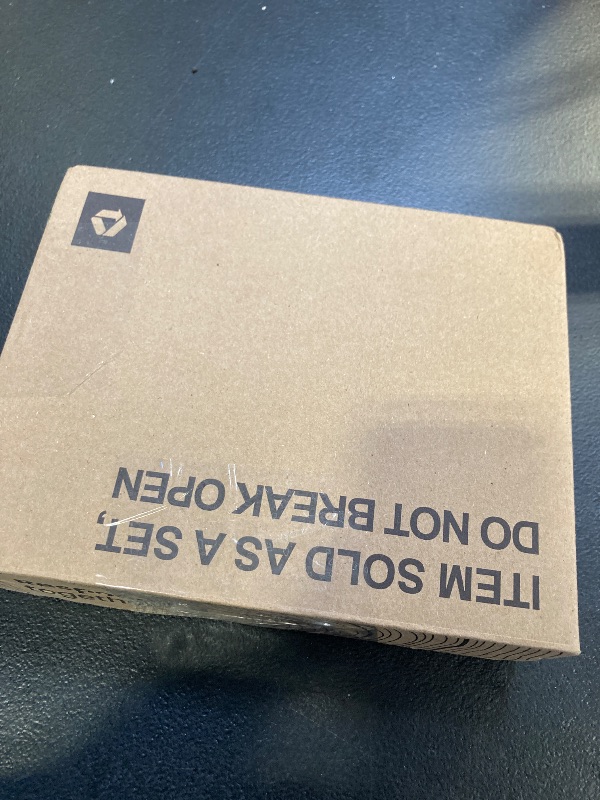 ITEM SOLD AS A SET,
DO NOT BREAK OPEN